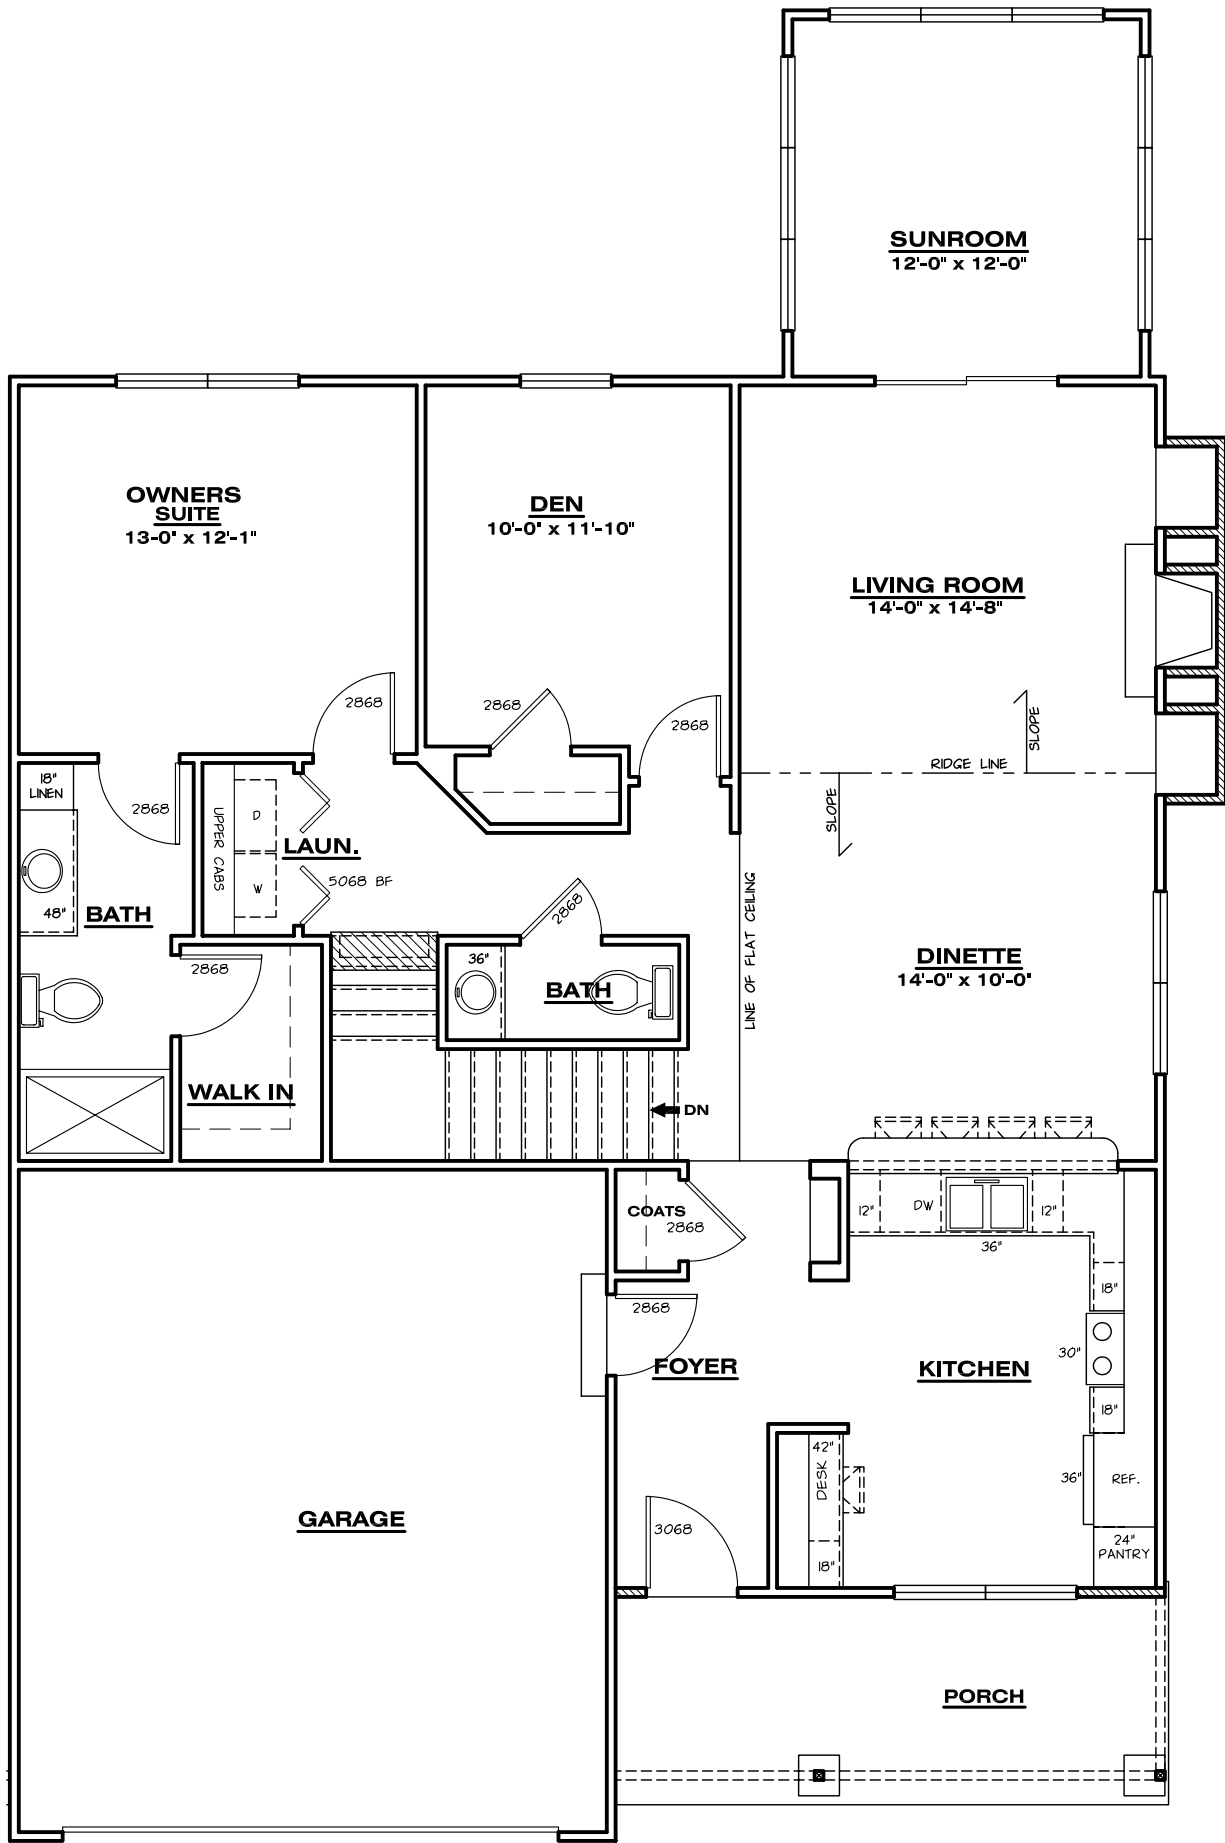 SUNROOM
12'-0" x 12'-0"
OWNERS
SUITE
13-0" x 12'-1"
DEN
10'-0" x 11'-10"
LIVING ROOM
14'-0" x 14'-8"
2868
2868
2868
SLOPE
RIDGE LINE
SLOPE
18"
LINEN
2868
UPPER CABS
D
W
LAUN.
5068 BF
48"
BATH
2868
LINE OF FLAT CEILING
2868
36"
BATH
DINETTE
14'-0" x 10'-0"
WALK IN
DN
COATS
2868
12"
DW
12"
36"
18"
2868
30"
FOYER
KITCHEN
18"
42"
DESK
36"
REF.
GARAGE
3068
18"
24"
PANTRY
PORCH